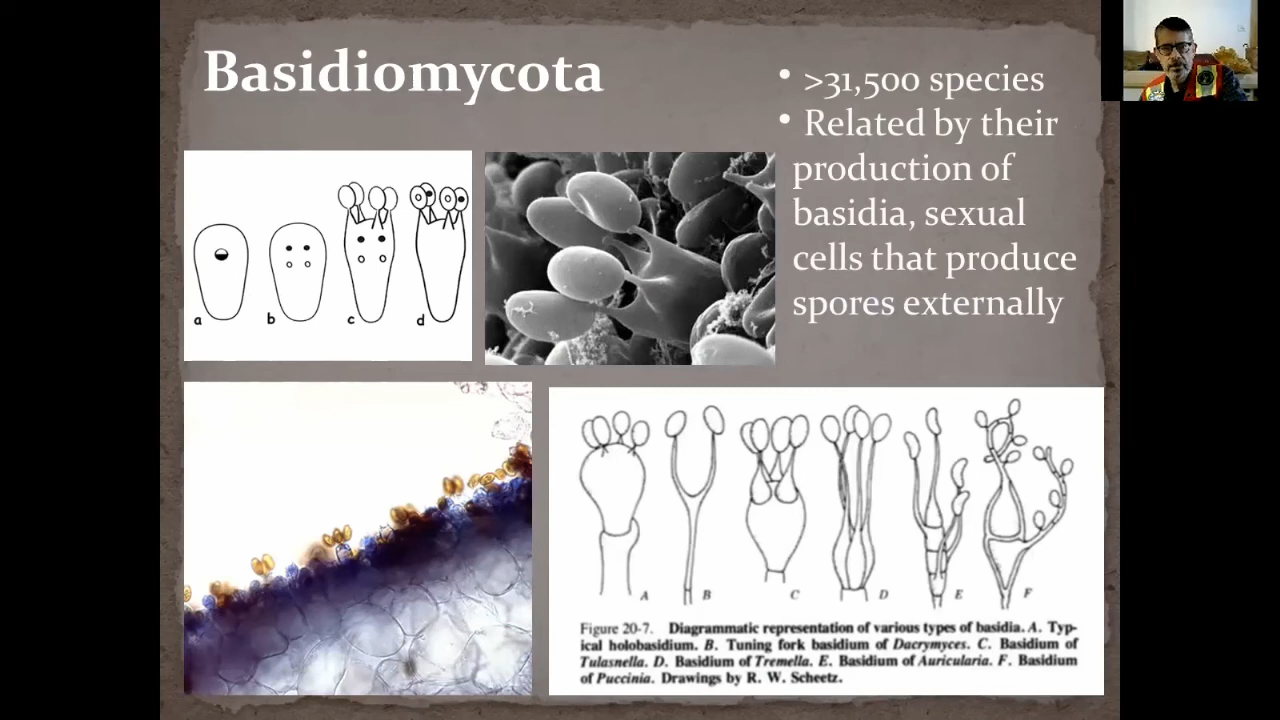 Basidiomycota
• >31,500 species
• Related by their
production of
basidia, sexual
cells that produce
spores externally
a b c d
A B C D E F
Figure 20-7. Diagrammatic representation of various types of basidia. A. Typ-
ical holobasidium. B. Tuning fork basidium of Dacrymyces. C. Basidium of
Tulasnella. D. Basidium of Tremella. E. Basidium of Auricularia. F. Basidium
of Puccinia. Drawings by R. W. Scheetz.